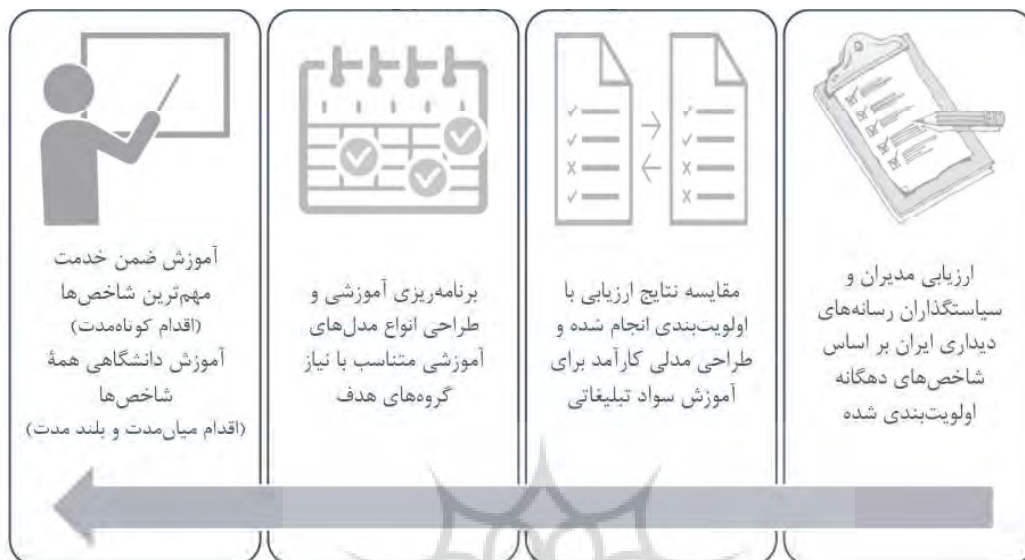 ارزیابی مدیران و
سیاستگذاران رسانه‌های
دیداری ایران بر اساس
شاخص‌های دهگانه
اولویت‌بندی شده
مقایسه نتایج ارزیابی با
اولویت‌بندی انجام شده و
طراحی مدلی کارآمد برای
آموزش سواد تبلیغاتی
برنامه‌ریزی آموزشی و
طراحی انواع مدل‌های
آموزشی متناسب با نیاز
گروه‌های هدف
آموزش ضمن خدمت
مهم‌ترین شاخص‌ها
(اقدام کوتاه‌مدت)
آموزش دانشگاهی همهٔ
شاخص‌ها
(اقدام میان‌مدت و بلند مدت)